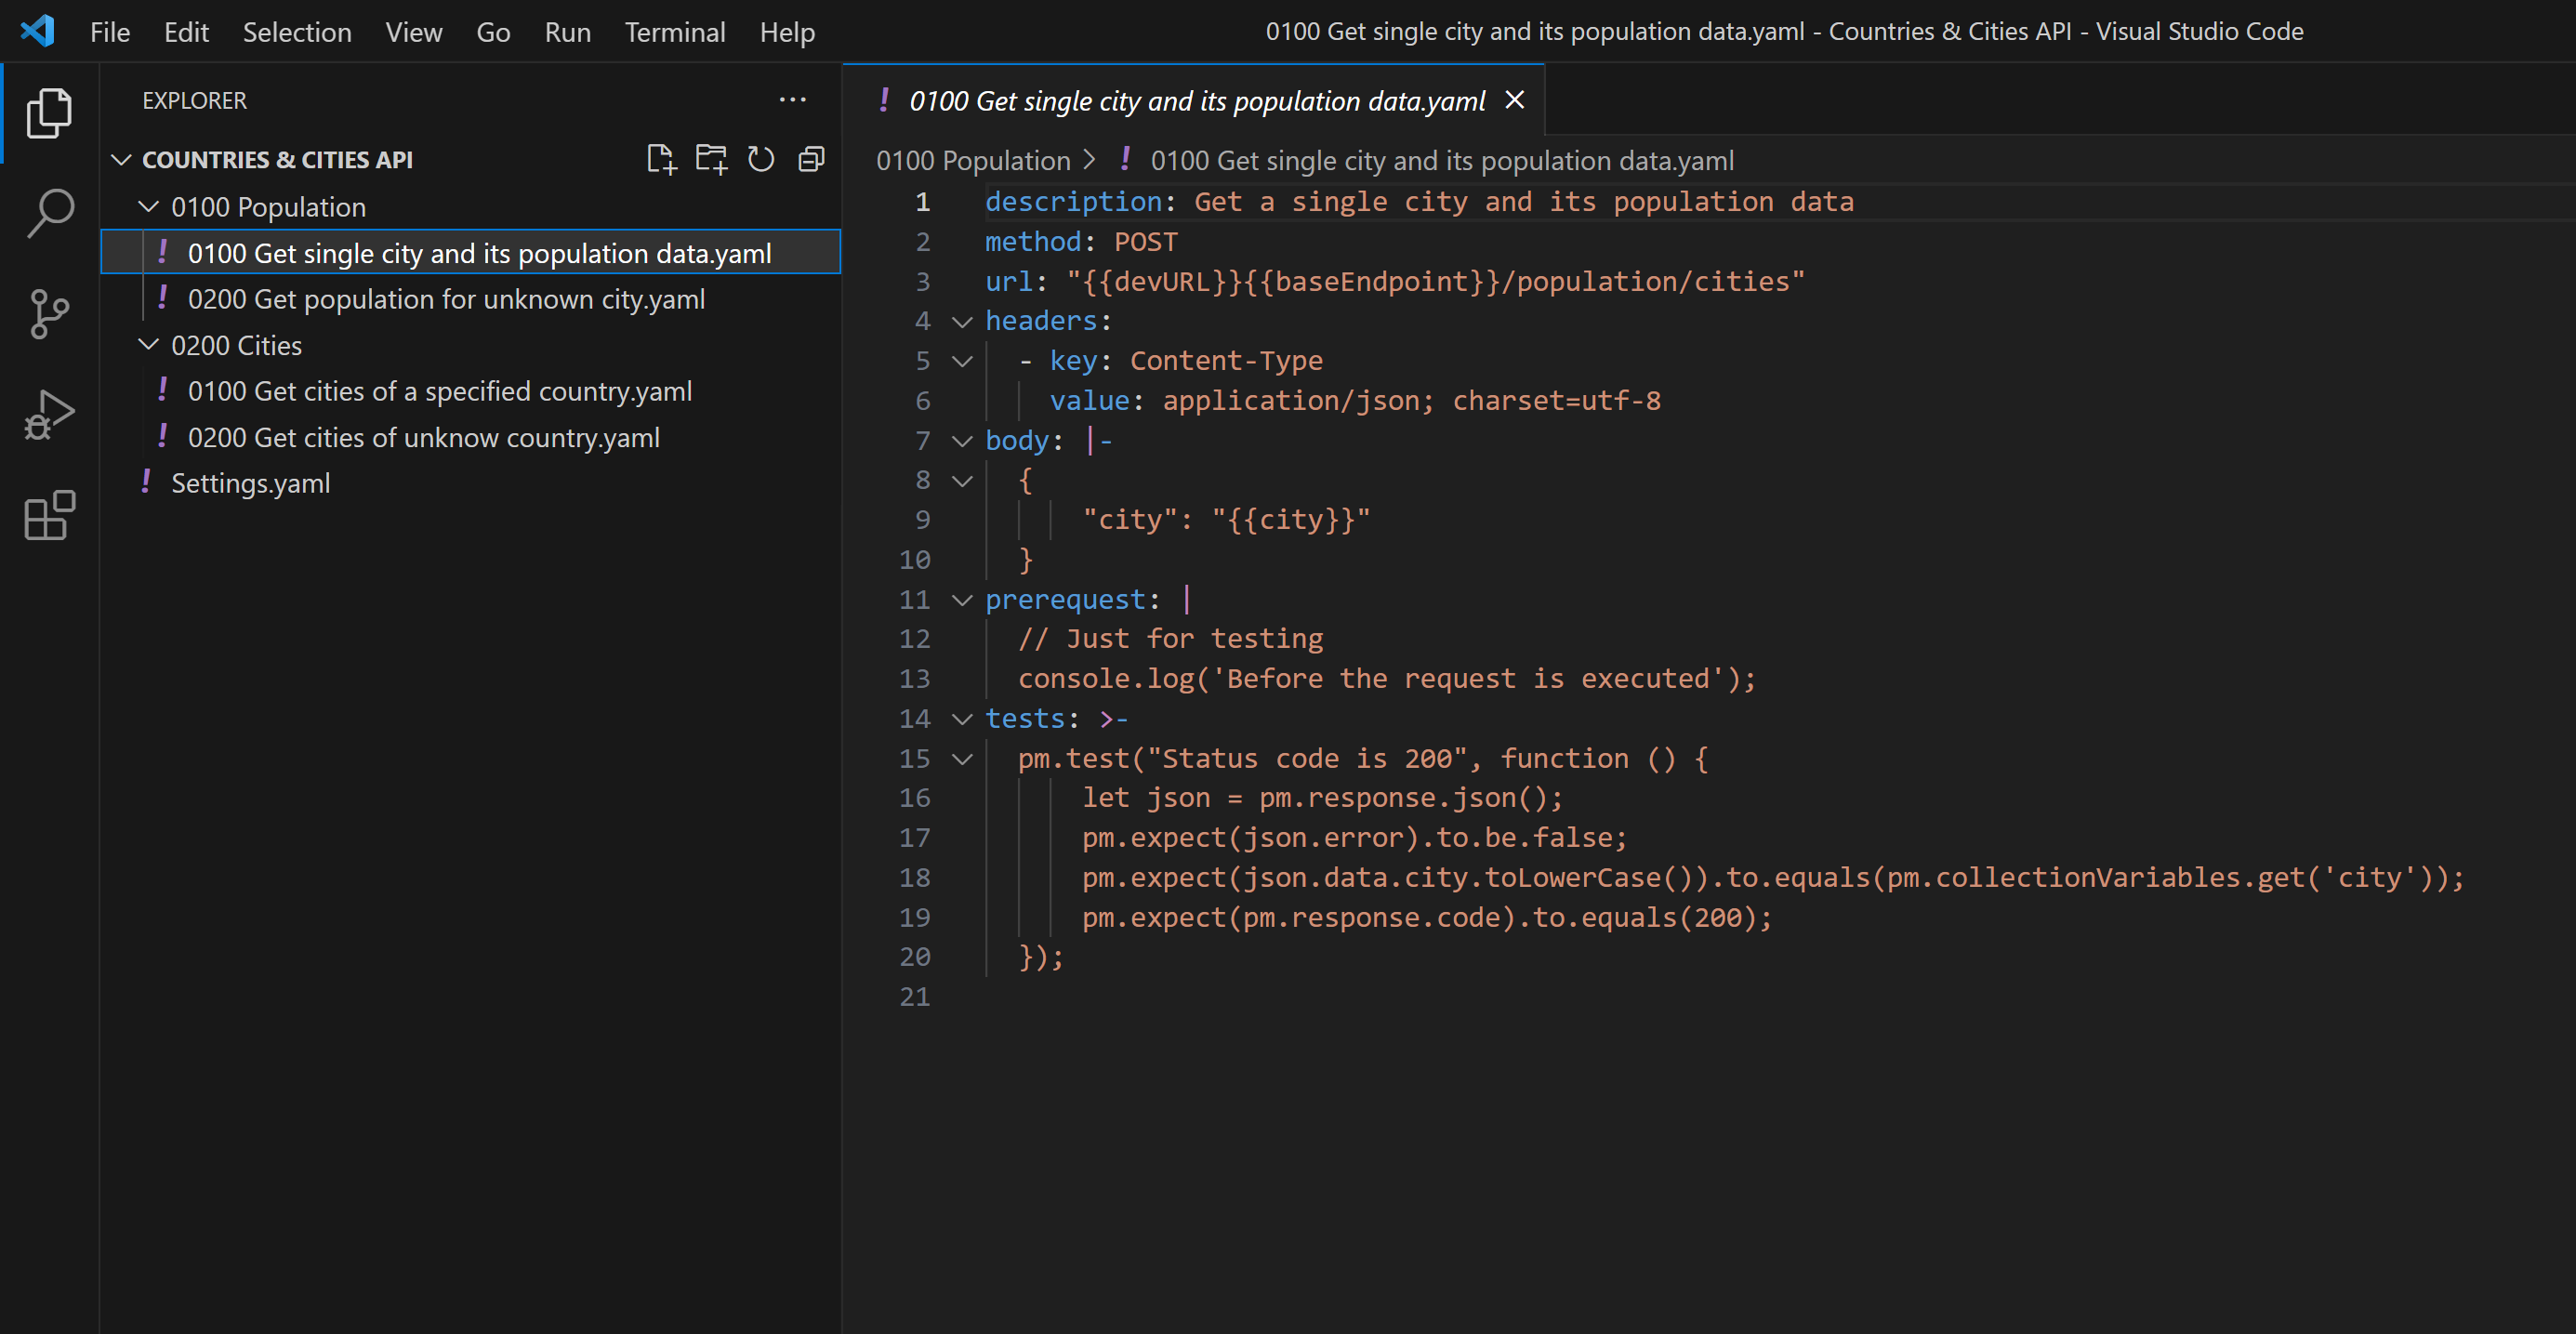 File Edit Selection View Go Run Terminal Help
0100 Get single city and its population data.yaml - Countries & Cities API - Visual Studio Code
EXPLORER
COUNTRIES & CITIES API
0100 Population
! 0100 Get single city and its population data.yaml
! 0200 Get population for unknown city.yaml
0200 Cities
! 0100 Get cities of a specified country.yaml
! 0200 Get cities of unknow country.yaml
! Settings.yaml
! 0100 Get single city and its population data.yaml
0100 Population > ! 0100 Get single city and its population data.yaml
1 description: Get a single city and its population data
2 method: POST
3 url: "{{devURL}}{{baseEndpoint}}/population/cities"
4 headers:
5 - key: Content-Type
6 value: application/json; charset=utf-8
7 body: |-
8 {
9 "city": "{{city}}"
10 }
11 prerequest: |
12 // Just for testing
13 console.log('Before the request is executed');
14 tests: >-
15 pm.test("Status code is 200", function () {
16 let json = pm.response.json();
17 pm.expect(json.error).to.be.false;
18 pm.expect(json.data.city.toLowerCase()).to.equals(pm.collectionVariables.get('city'));
19 pm.expect(pm.response.code).to.equals(200);
20 });
21